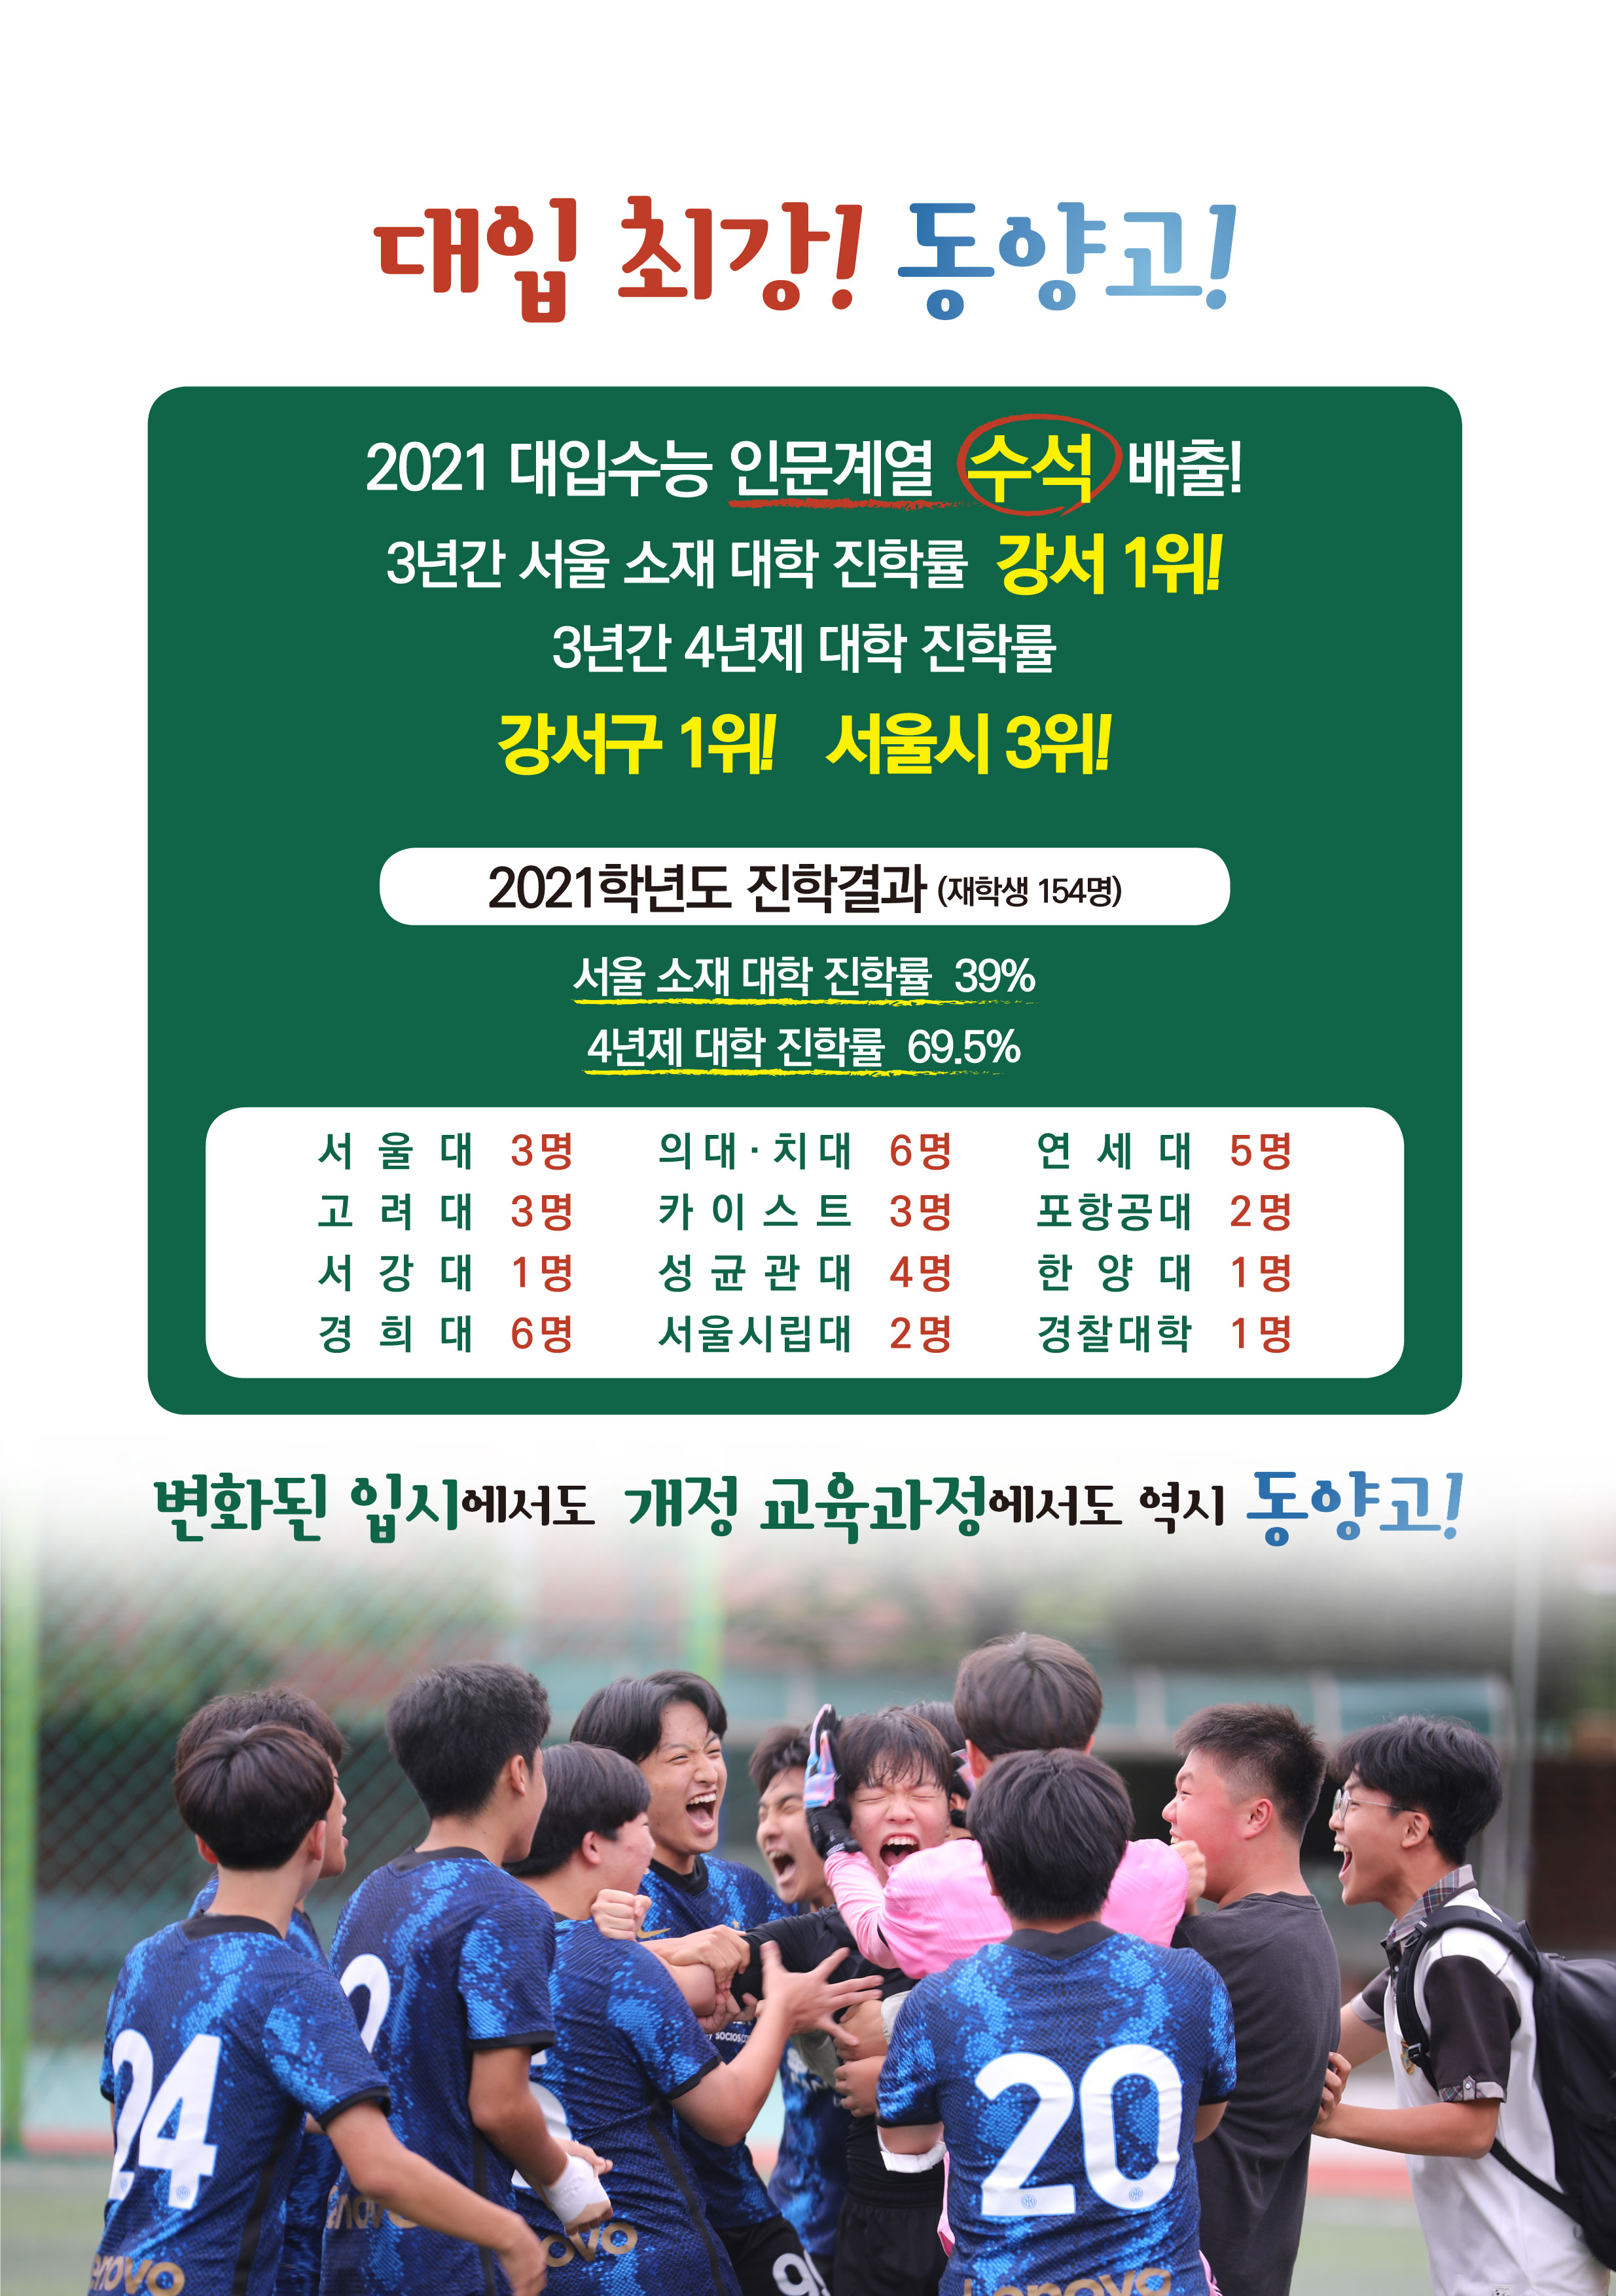 대입 최강! 동양고!
2021 대입수능 인문계열 수석 배출!
3년간 서울 소재 대학 진학률 강서 1위!
3년간 4년제 대학 진학률
강서구 1위! 서울시 3위!
2021학년도 진학결과 (재학생 154명)
서울 소재 대학 진학률 39%
4년제 대학 진학률 69.5%
서울대 3명 의대·치대 6명 연세대 5명
고려대 3명 카이스트 3명 포항공대 2명
서강대 1명 성균관대 4명 한양대 1명
경희대 6명 서울시립대 2명 경찰대학 1명
변화된 입시에서도 개정 교육과정에서도 역시 동양고!
24
20
Lenovo